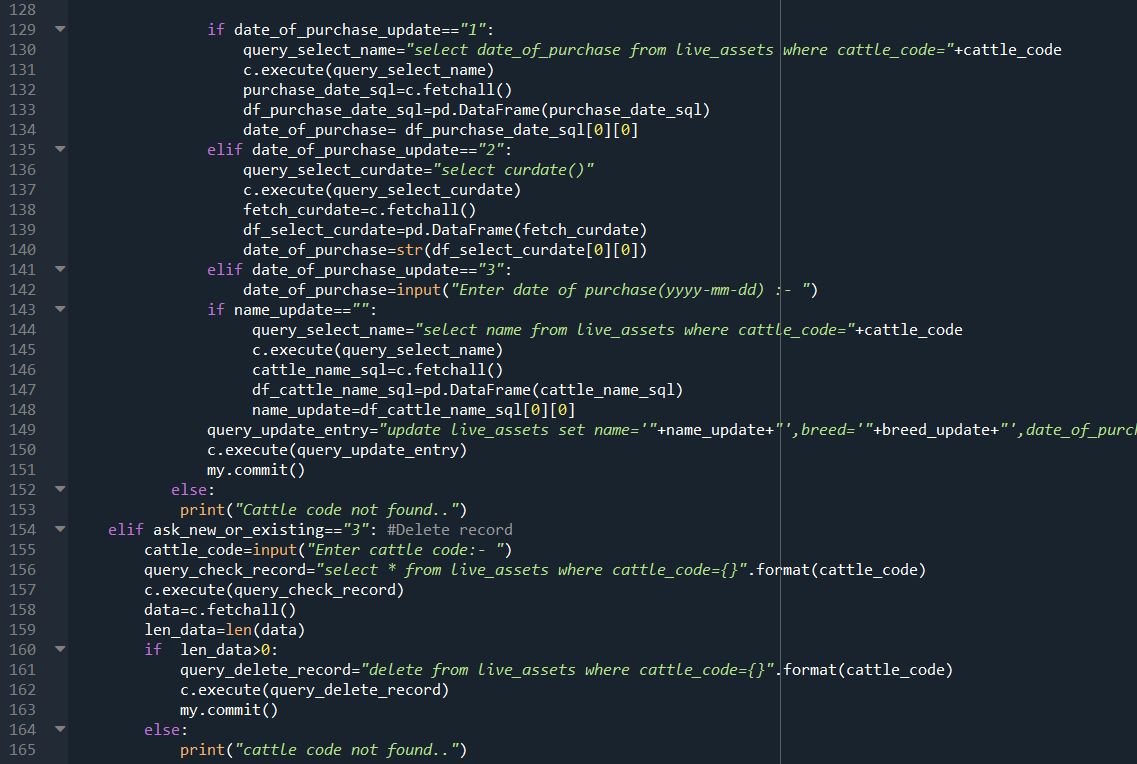 128
129 if date_of_purchase_update=="1":
130 query_select_name="select date_of_purchase from live_assets where cattle_code="+cattle_code
131 c.execute(query_select_name)
132 purchase_date_sql=c.fetchall()
133 df_purchase_date_sql=pd.DataFrame(purchase_date_sql)
134 date_of_purchase= df_purchase_date_sql[0][0]
135 elif date_of_purchase_update=="2":
136 query_select_curdate="select curdate()"
137 c.execute(query_select_curdate)
138 fetch_curdate=c.fetchall()
139 df_select_curdate=pd.DataFrame(fetch_curdate)
140 date_of_purchase=str(df_select_curdate[0][0])
141 elif date_of_purchase_update=="3":
142 date_of_purchase=input("Enter date of purchase(yyyy-mm-dd) :- ")
143 if name_update=="":
144 query_select_name="select name from live_assets where cattle_code="+cattle_code
145 c.execute(query_select_name)
146 cattle_name_sql=c.fetchall()
147 df_cattle_name_sql=pd.DataFrame(cattle_name_sql)
148 name_update=df_cattle_name_sql[0][0]
149 query_update_entry="update live_assets set name='"+name_update+"',breed='"+breed_update+"',date_of_purch
150 c.execute(query_update_entry)
151 my.commit()
152 else:
153 print("Cattle code not found..")
154 elif ask_new_or_existing=="3": #Delete record
155 cattle_code=input("Enter cattle code:- ")
156 query_check_record="select * from live_assets where cattle_code={}".format(cattle_code)
157 c.execute(query_check_record)
158 data=c.fetchall()
159 len_data=len(data)
160 if  len_data>0:
161 query_delete_record="delete from live_assets where cattle_code={}".format(cattle_code)
162 c.execute(query_delete_record)
163 my.commit()
164 else:
165 print("cattle code not found..")